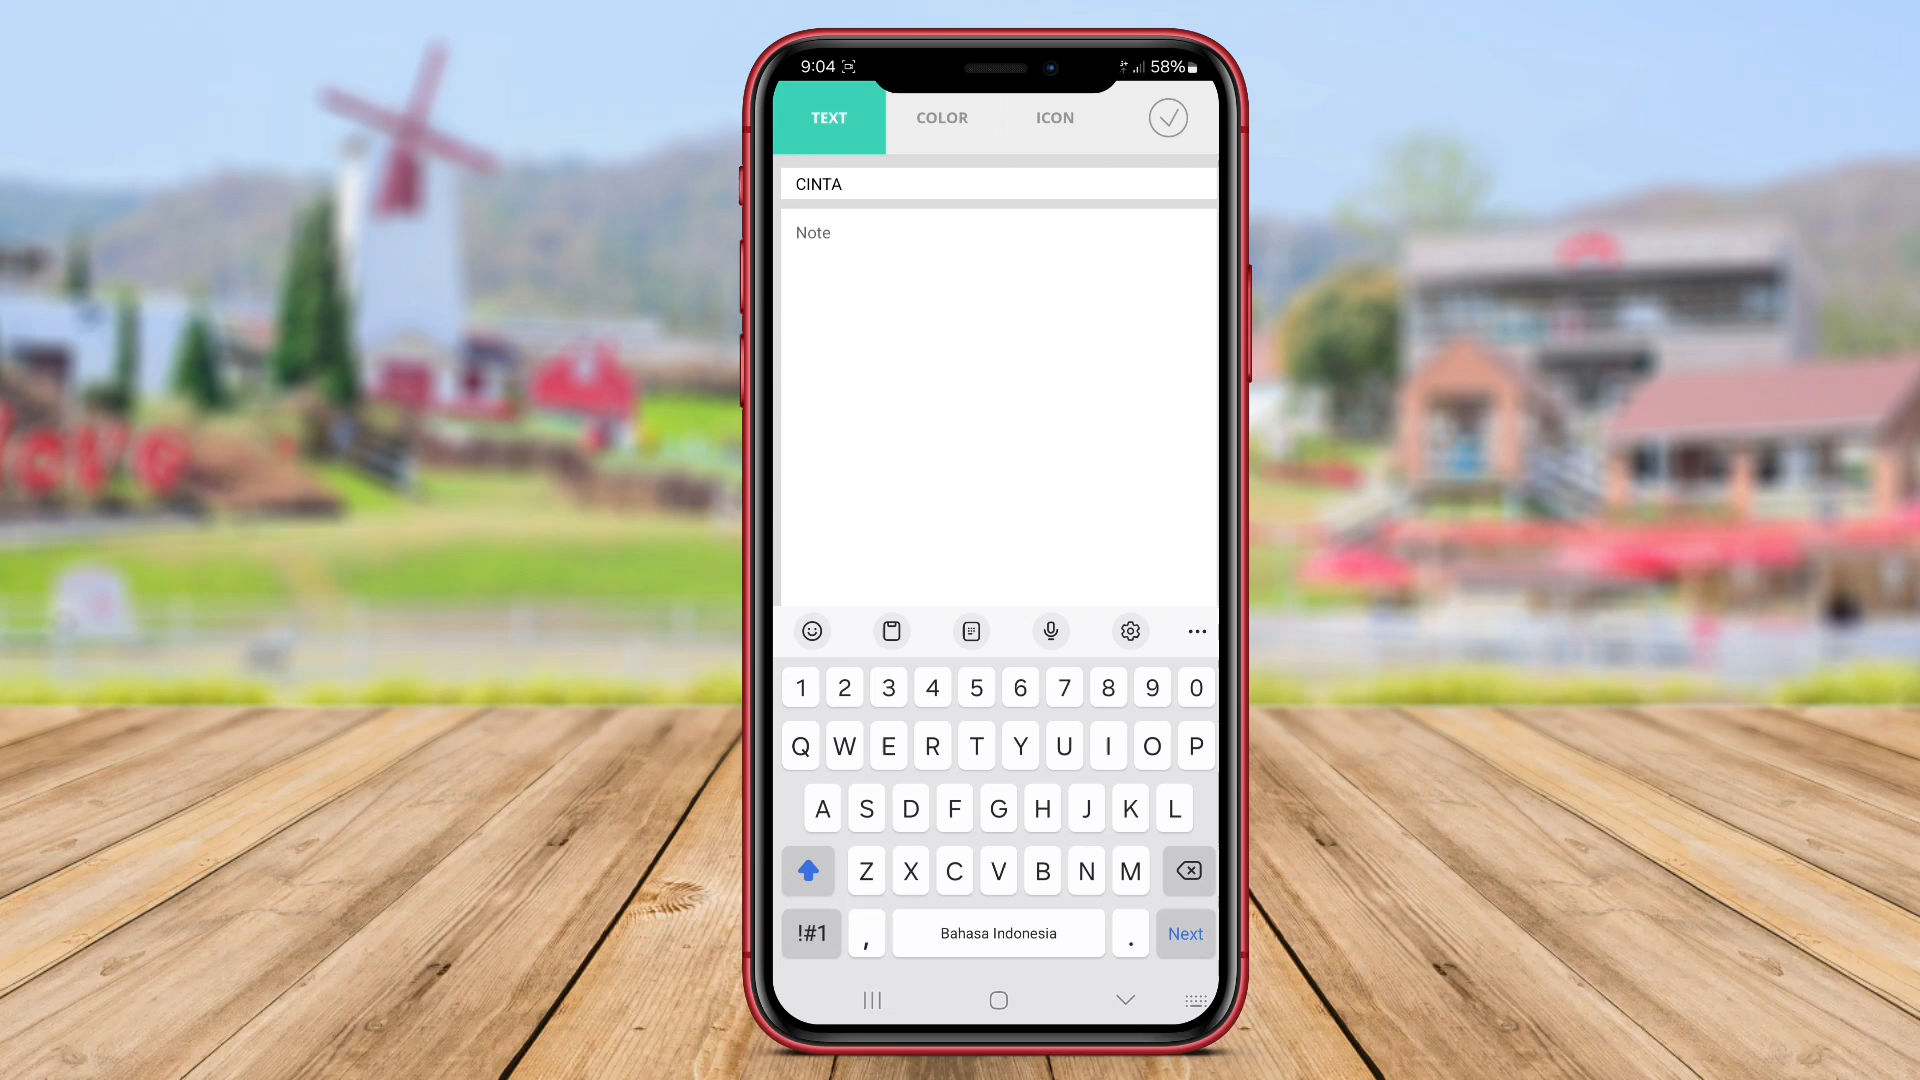 9:04 58%
TEXT COLOR ICON
CINTA
Note
1 2 3 4 5 6 7 8 9 0
Q W E R T Y U I O P
A S D F G H J K L
Z X C V B N M
!#1 , Bahasa Indonesia . Next
love